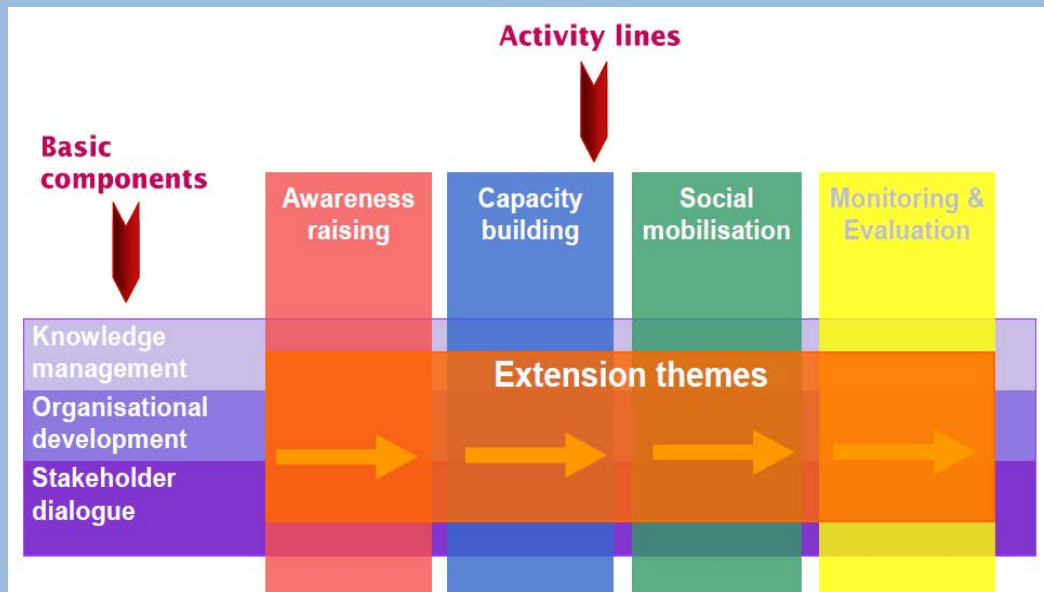 Activity lines
Basic
components
Awareness
raising
Capacity
building
Social
mobilisation
Monitoring &
Evaluation
Knowledge
management
Organisational
development
Stakeholder
dialogue
Extension themes